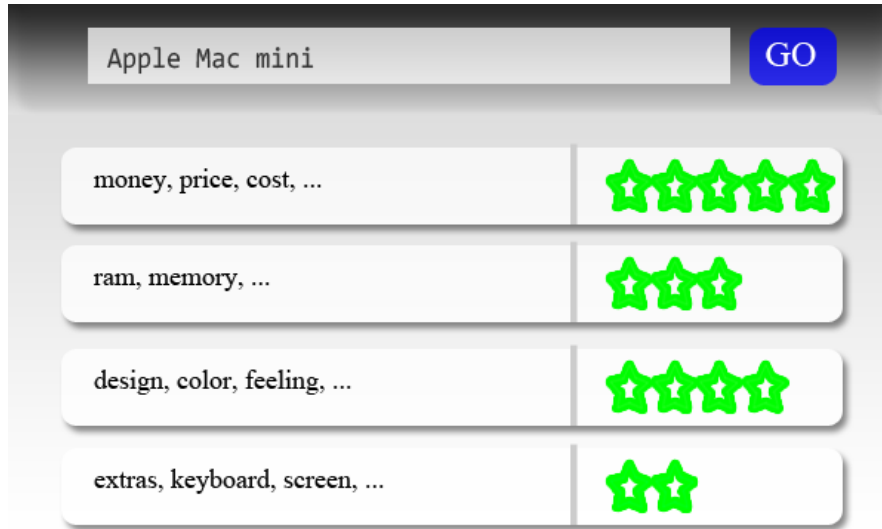 Apple Mac mini
GO
money, price, cost, ...
ram, memory, ...
design, color, feeling, ...
extras, keyboard, screen, ...